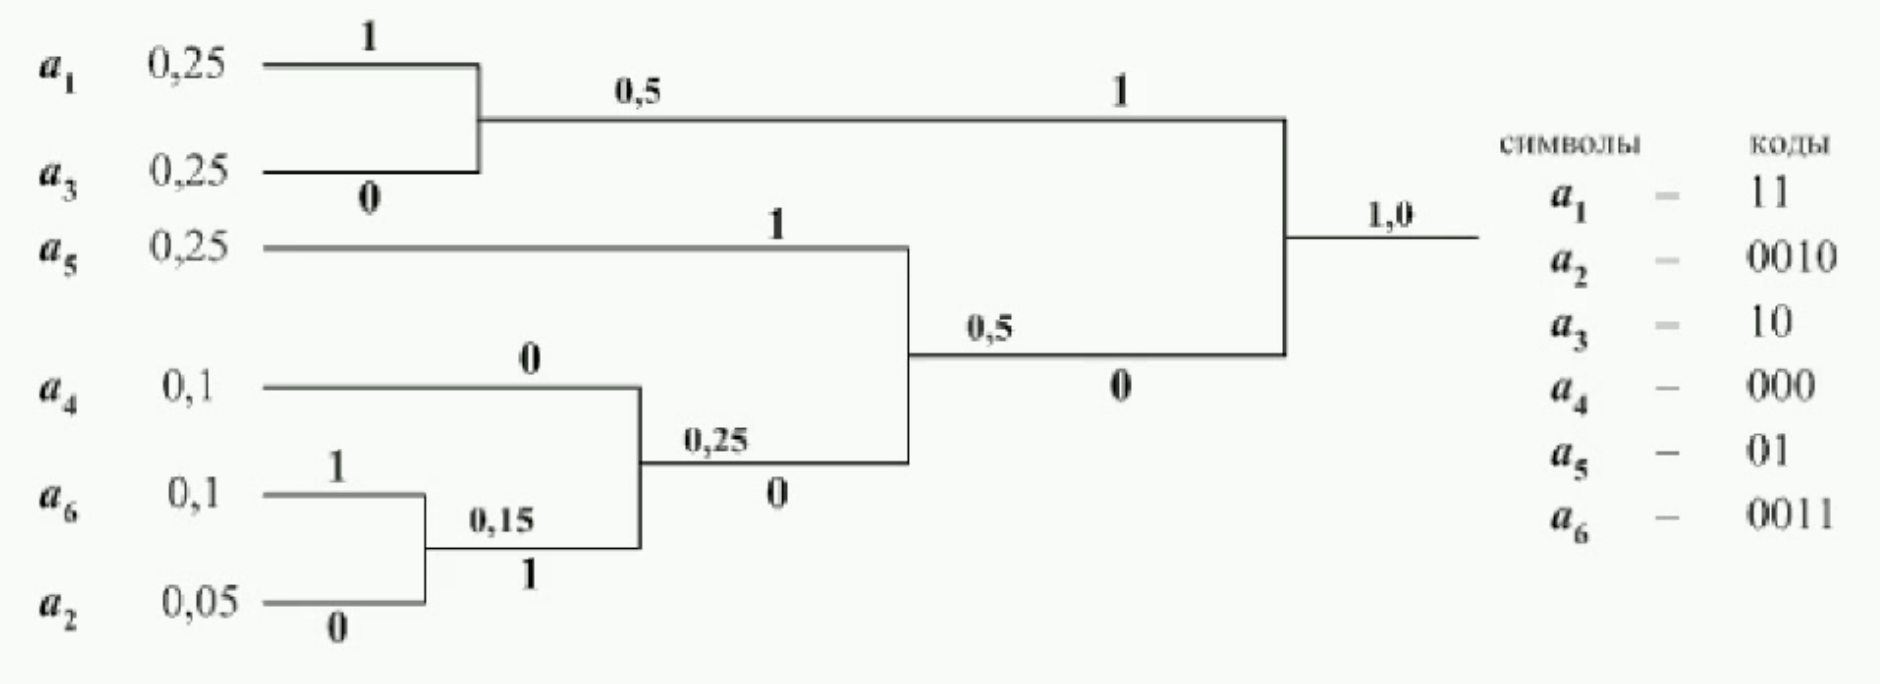 1
a1 0,25
0,5 1
a3 0,25
0
1
a5 0,25
1,0
0,5
0
0
a4 0,1
0,25
0
1
a6 0,1
0,15
1
a2 0,05
0
символы коды
a1 – 11
a2 – 0010
a3 – 10
a4 – 000
a5 – 01
a6 – 0011